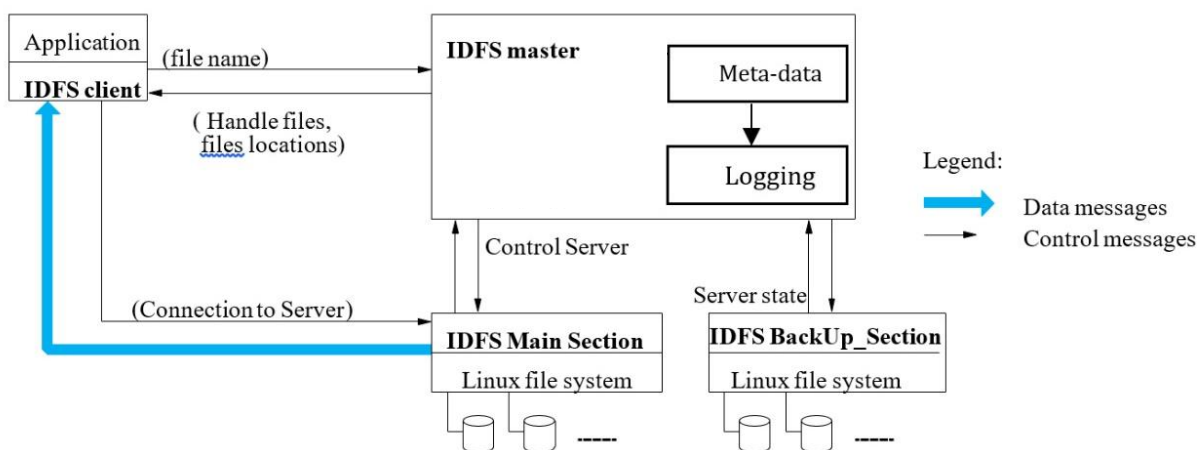 Application
IDFS client
(file name)
( Handle files,
files locations)
IDFS master
Meta-data
Logging
Legend:
Data messages
Control messages
Control Server
Server state
(Connection to Server)
IDFS Main Section
Linux file system
IDFS BackUp_Section
Linux file system